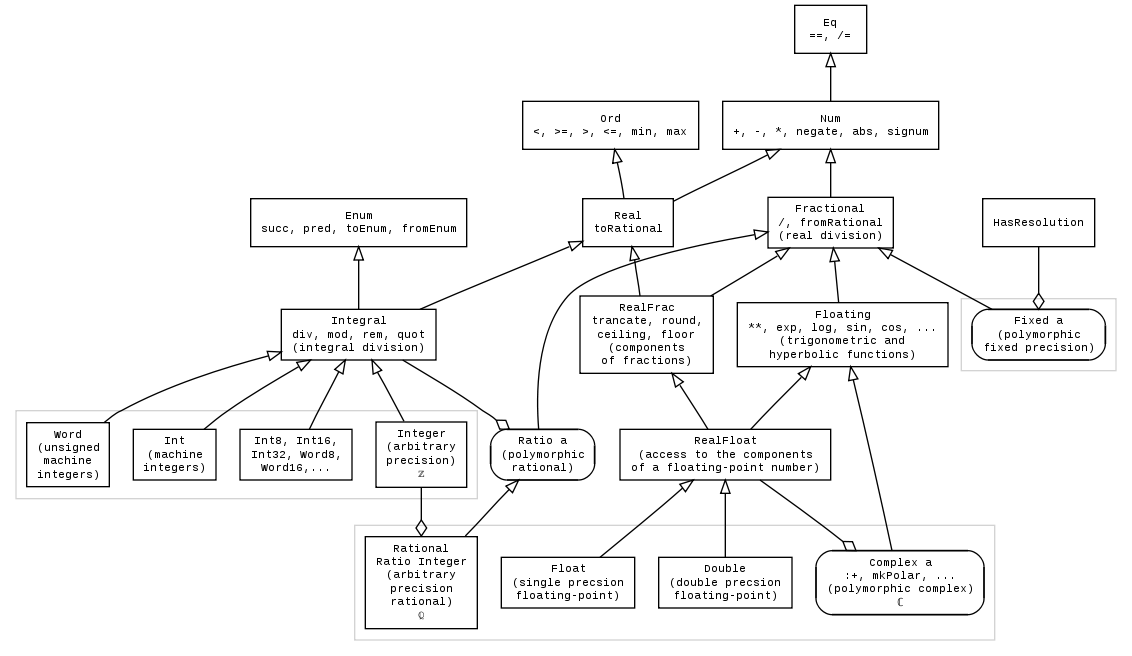 Eq
==, /=
Ord
<, >=, >, <=, min, max
Num
+, -, *, negate, abs, signum
Enum
succ, pred, toEnum, fromEnum
Real
toRational
Fractional
/, fromRational
(real division)
HasResolution
Integral
div, mod, rem, quot
(integral division)
RealFrac
trancate, round,
ceiling, floor
(components
of fractions)
Floating
**, exp, log, sin, cos, ...
(trigonometric and
hyperbolic functions)
Fixed a
(polymorphic
fixed precision)
Word
(unsigned
machine
integers)
Int
(machine
integers)
Int8, Int16,
Int32, Word8,
Word16,...
Integer
(arbitrary
precision)
ℤ
Ratio a
(polymorphic
rational)
RealFloat
(access to the components
of a floating-point number)
Rational
Ratio Integer
(arbitrary
precision
rational)
ℚ
Float
(single precsion
floating-point)
Double
(double precsion
floating-point)
Complex a
:+, mkPolar, ...
(polymorphic complex)
ℂ